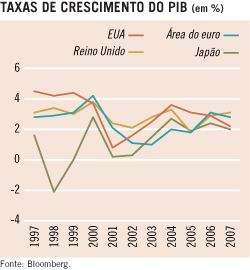 TAXAS DE CRESCIMENTO DO PIB (em %)
EUA Área do euro
Reino Unido Japão
6
4
2
0
-2
-4
1997 1998 1999 2000 2001 2002 2003 2004 2005 2006 2007
Fonte: Bloomberg.